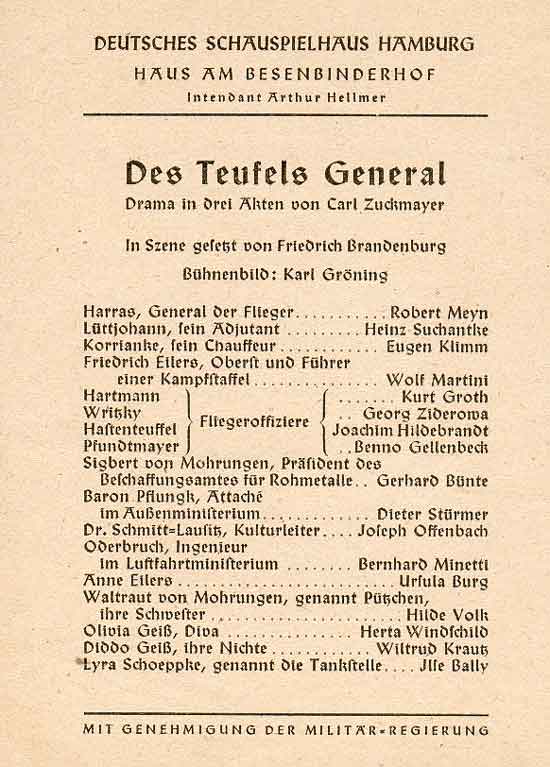 DEUTSCHES SCHAUSPIELHAUS HAMBURG
HAUS AM BESENBINDERHOF
Intendant Arthur Hellmer
Des Teufels General
Drama in drei Akten von Carl Zuckmayer
In Szene gesetzt von Friedrich Brandenburg
Bühnenbild: Karl Gröning
Harras, General der Flieger........... Robert Meyn
Lüttjohann, sein Adjutant ......... Heinz Suchantke
Korrianke, sein Chauffeur........... Eugen Klimm
Friedrich Eilers, Oberst und Führer
einer Kampfstaffel.............. Wolf Martini
Hartmann ....... Kurt Groth
Writzky .. Georg Ziderowa
Fliegeroffiziere
Hastenteuffel Joachim Hildebrandt
Pfundtmayer ..Benno Gellenbeck
Sigbert von Mohrungen, Präsident des
Beschaffungsamtes für Rohmetalle.. Gerhard Bünte
Baron Pflungk, Attaché
im Außenministerium............. Dieter Stürmer
Dr. Schmitt=Lausitz, Kulturleiter.... Joseph Offenbach
Oderbruch, Ingenieur
im Luftfahrtministerium ........ Bernhard Minetti
Anne Eilers........................ Ursula Burg
Waltraut von Mohrungen, genannt Pützchen,
ihre Schwester .....................Hilde Volk
Olivia Geiß, Diva .............. Herta Windschild
Diddo Geiß, ihre Nichte........... Wiltrud Krautz
Lyra Schoeppke, genannt die Tankstelle.... Ilse Bally
MIT GENEHMIGUNG DER MILITÄR=REGIERUNG